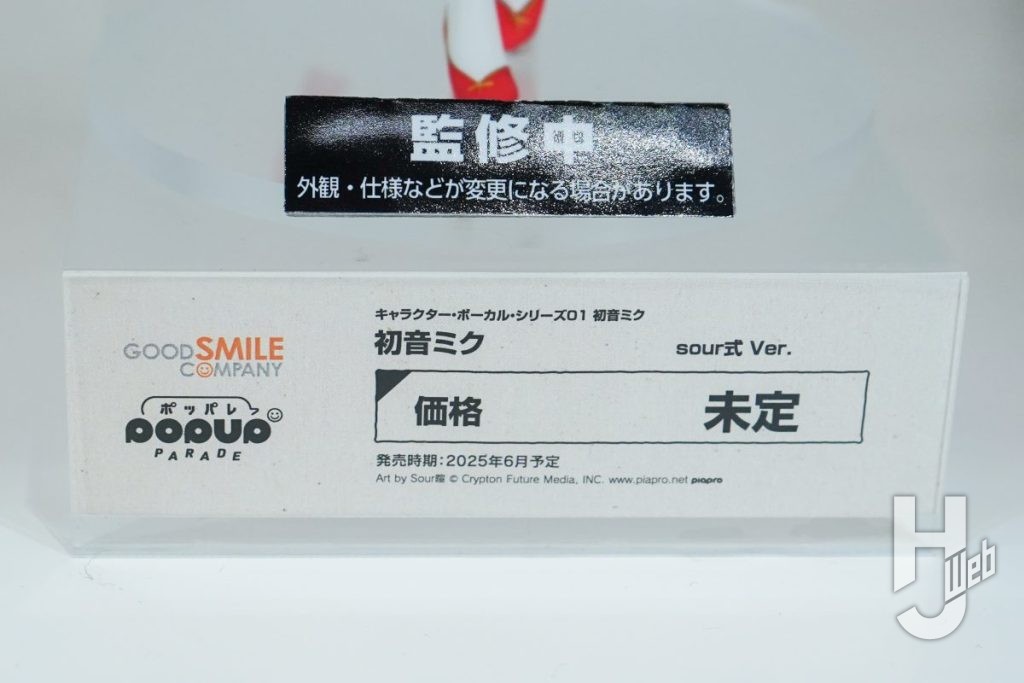 監修中
外観・仕様などが変更になる場合があります。
キャラクター・ボーカル・シリーズ01 初音ミク
GOOD SMILE COMPANY
初音ミク sour式 Ver.
ポッパレ
POPUP
PARADE
価格 未定
発売時期：2025年6月予定
Art by Sour暄 © Crypton Future Media, INC. www.piapro.net piapro
HJ Web